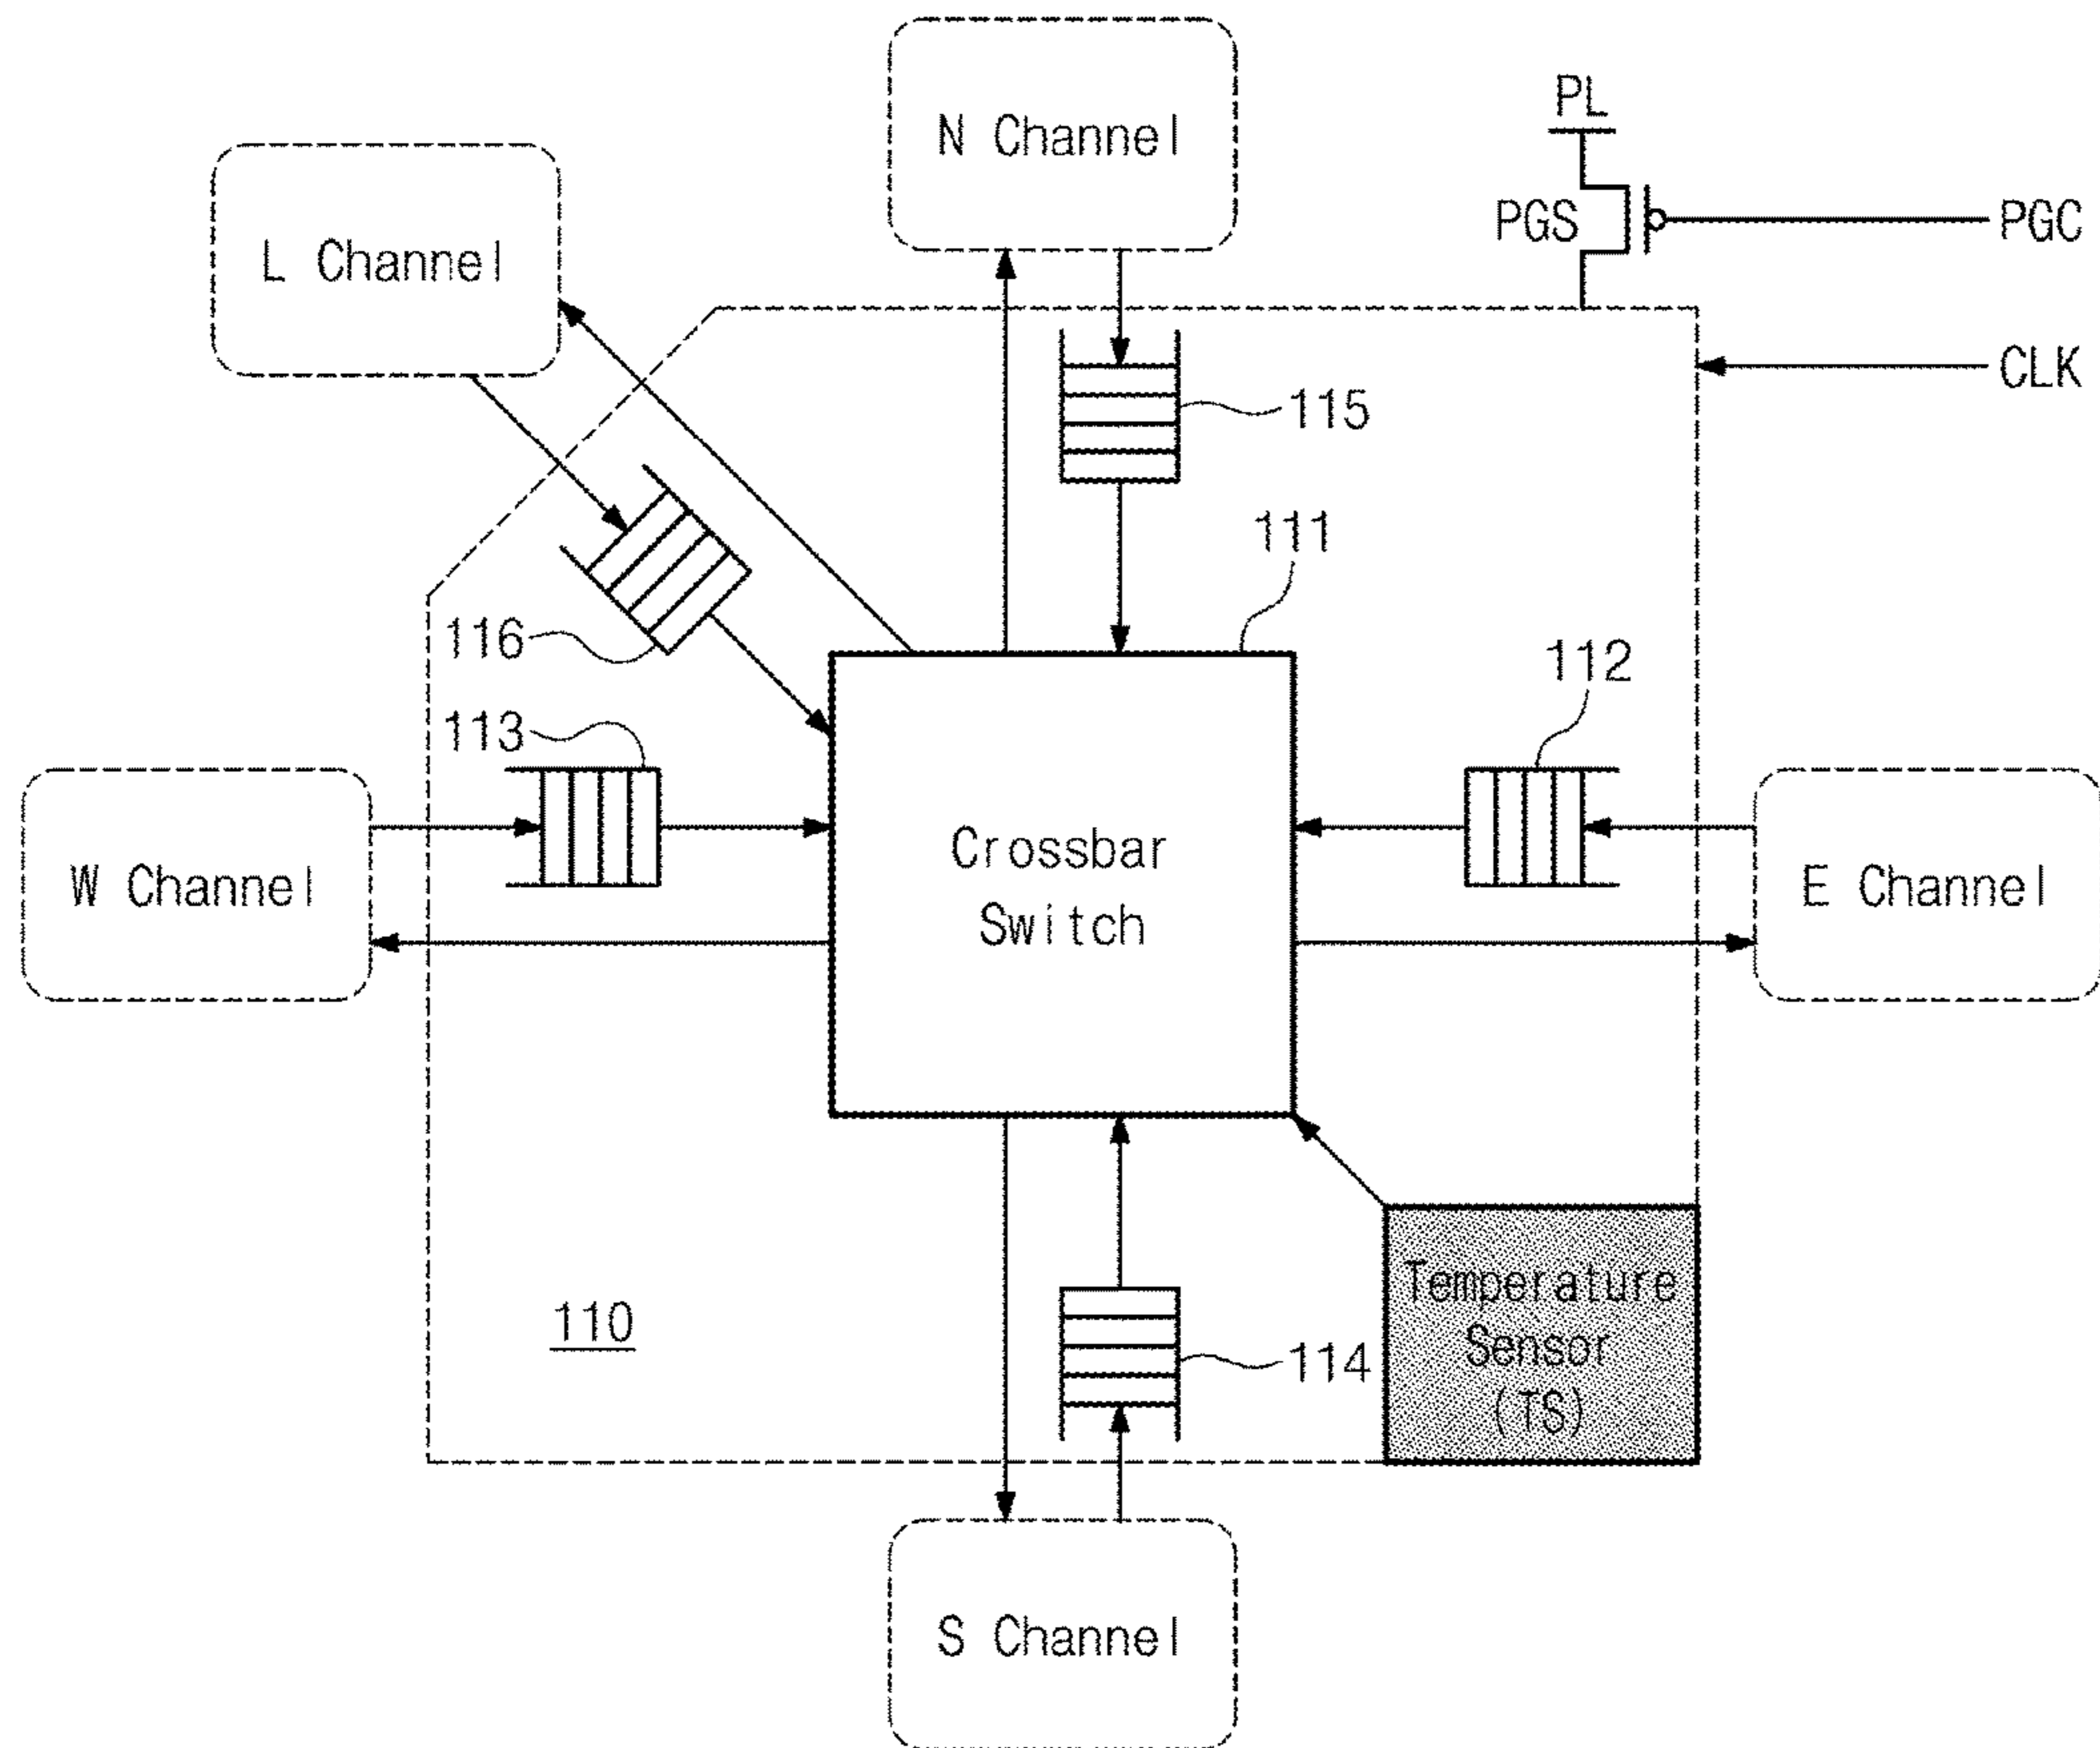 N Channel
PL
L Channel
PGS
PGC
CLK
115
111
116
112
113
W Channel
Crossbar
Switch
E Channel
110
114
Temperature
Sensor
(TS)
S Channel